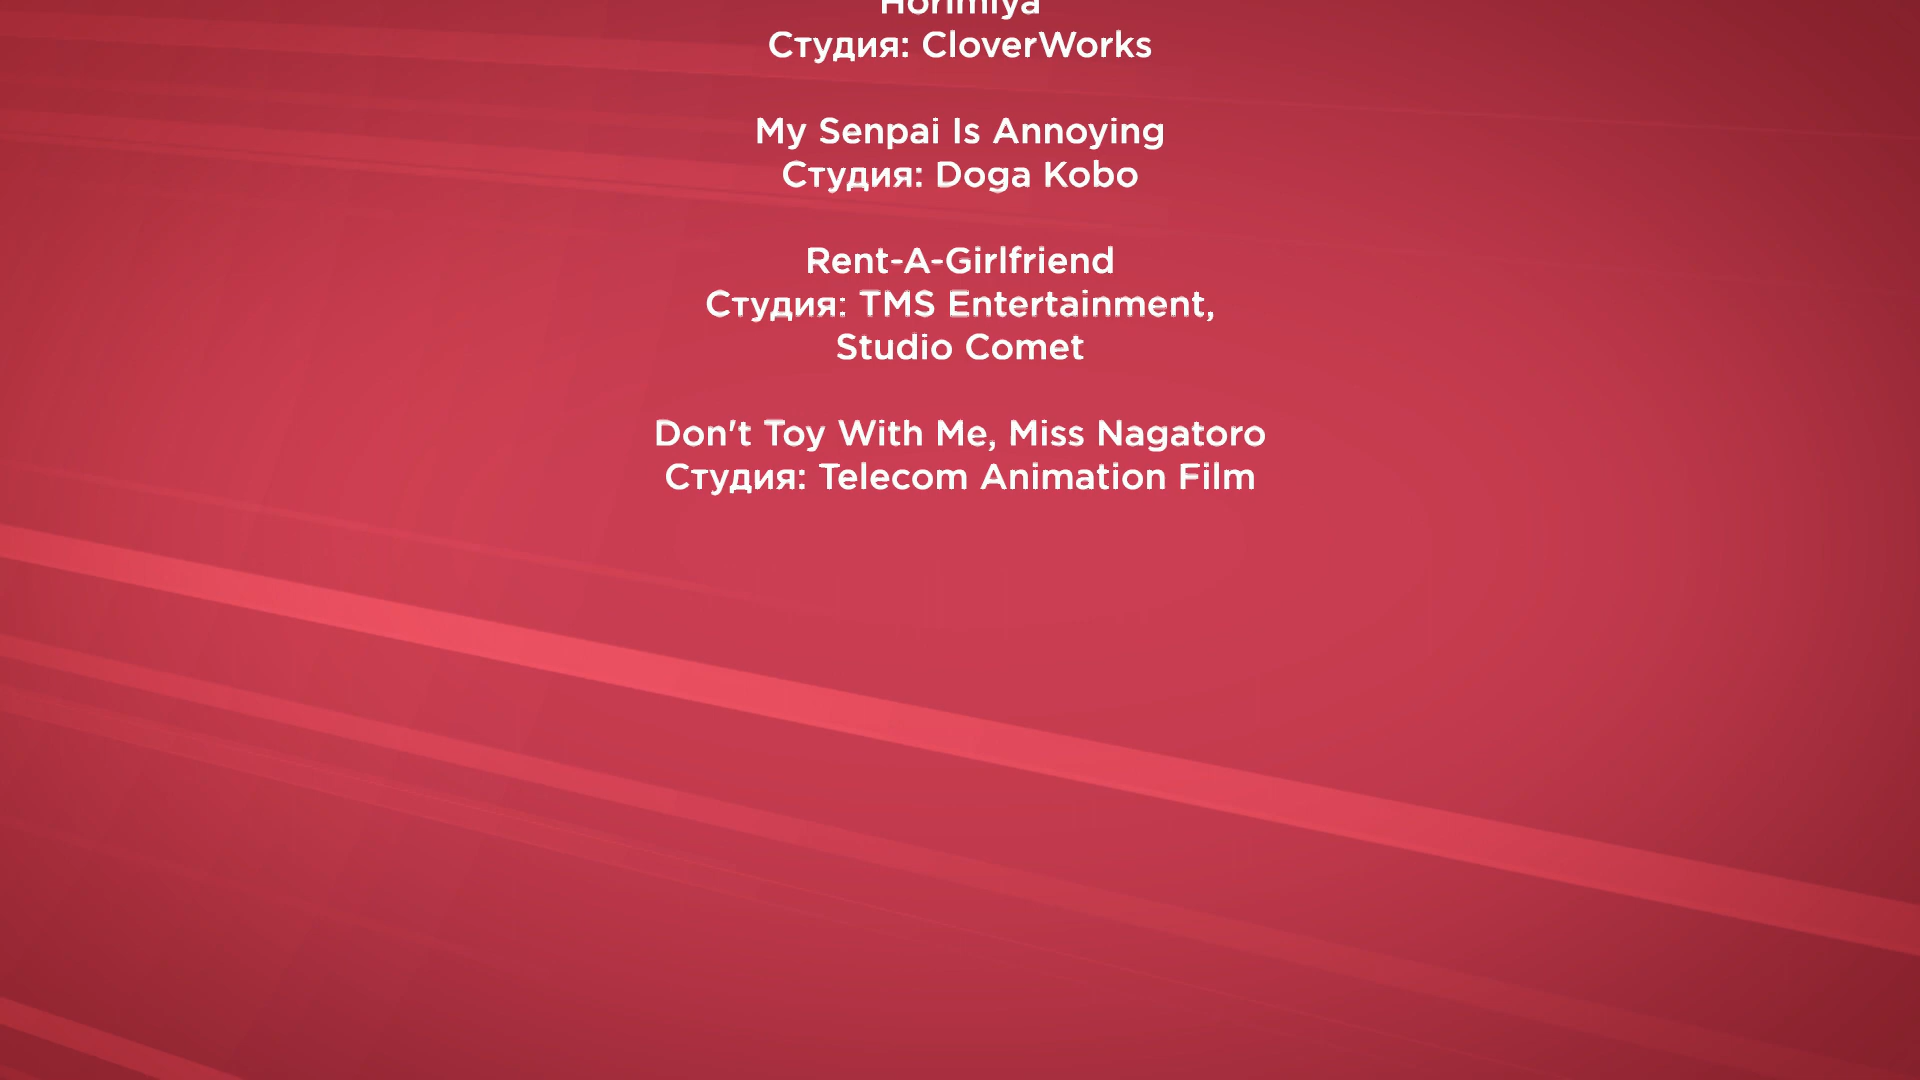 Horimiya
Студия: CloverWorks
My Senpai Is Annoying
Студия: Doga Kobo
Rent-A-Girlfriend
Студия: TMS Entertainment,
Studio Comet
Don't Toy With Me, Miss Nagatoro
Студия: Telecom Animation Film